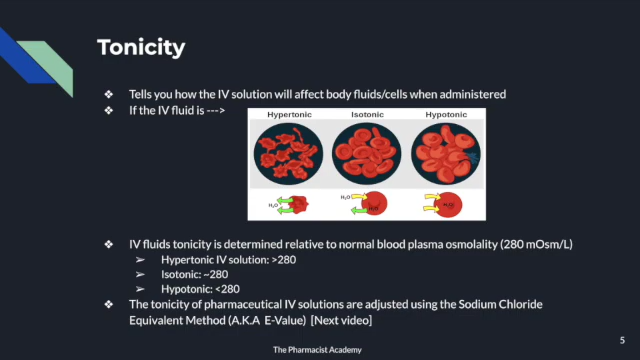 Tonicity
❖ Tells you how the IV solution will affect body fluids/cells when administered
❖ If the IV fluid is --->
Hypertonic Isotonic Hypotonic
H₂O H₂O H₂O H₂O
❖ IV fluids tonicity is determined relative to normal blood plasma osmolality (280 mOsm/L)
➢ Hypertonic IV solution: >280
➢ Isotonic: ~280
➢ Hypotonic: <280
❖ The tonicity of pharmaceutical IV solutions are adjusted using the Sodium Chloride
Equivalent Method (A.K.A E-Value) [Next video]
5
The Pharmacist Academy